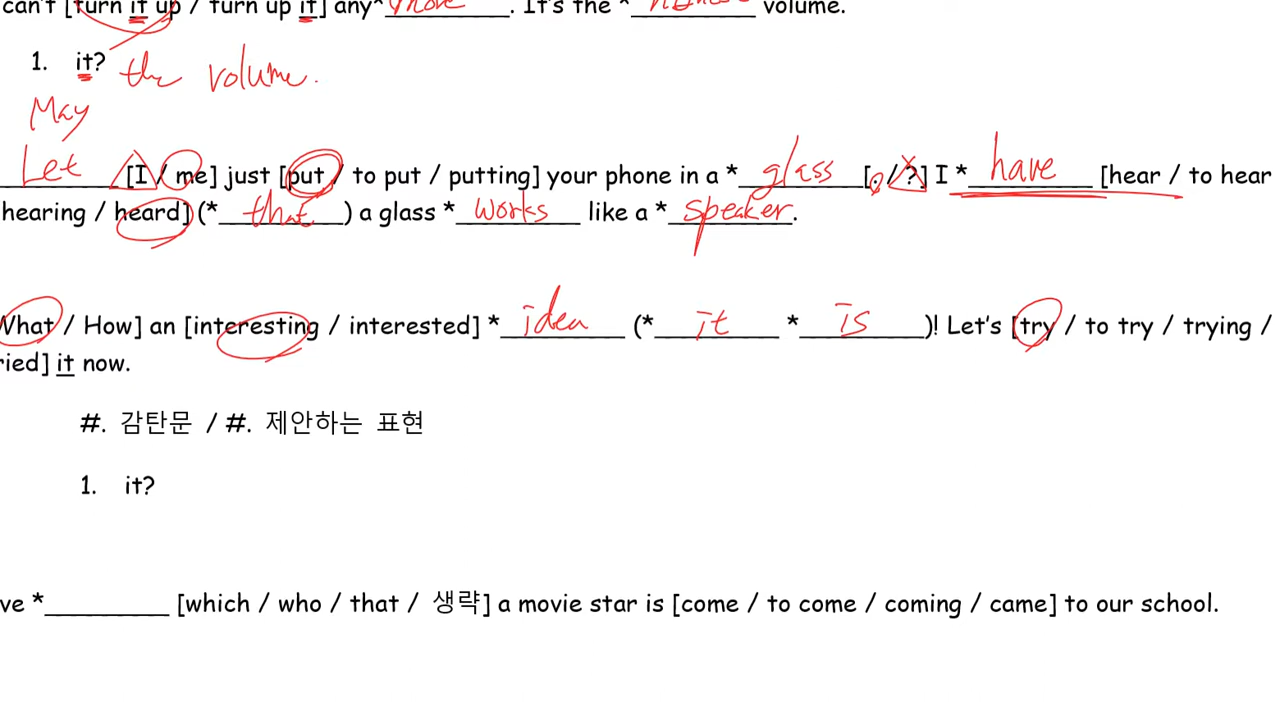 can't [turn it up / turn up it] any* more . It's the * volume.
1. it? the volume.
May
Let [I / me] just [put / to put / putting] your phone in a * glass [. / ?] I * have [hear / to hear
hearing / heard] (* that ) a glass * works like a * speaker.
What / How] an [interesting / interested] * idea (* it * is )! Let's [try / to try / trying /
ried] it now.
#. 감탄문 / #. 제안하는 표현
1. it?
ve * [which / who / that / 생략] a movie star is [come / to come / coming / came] to our school.